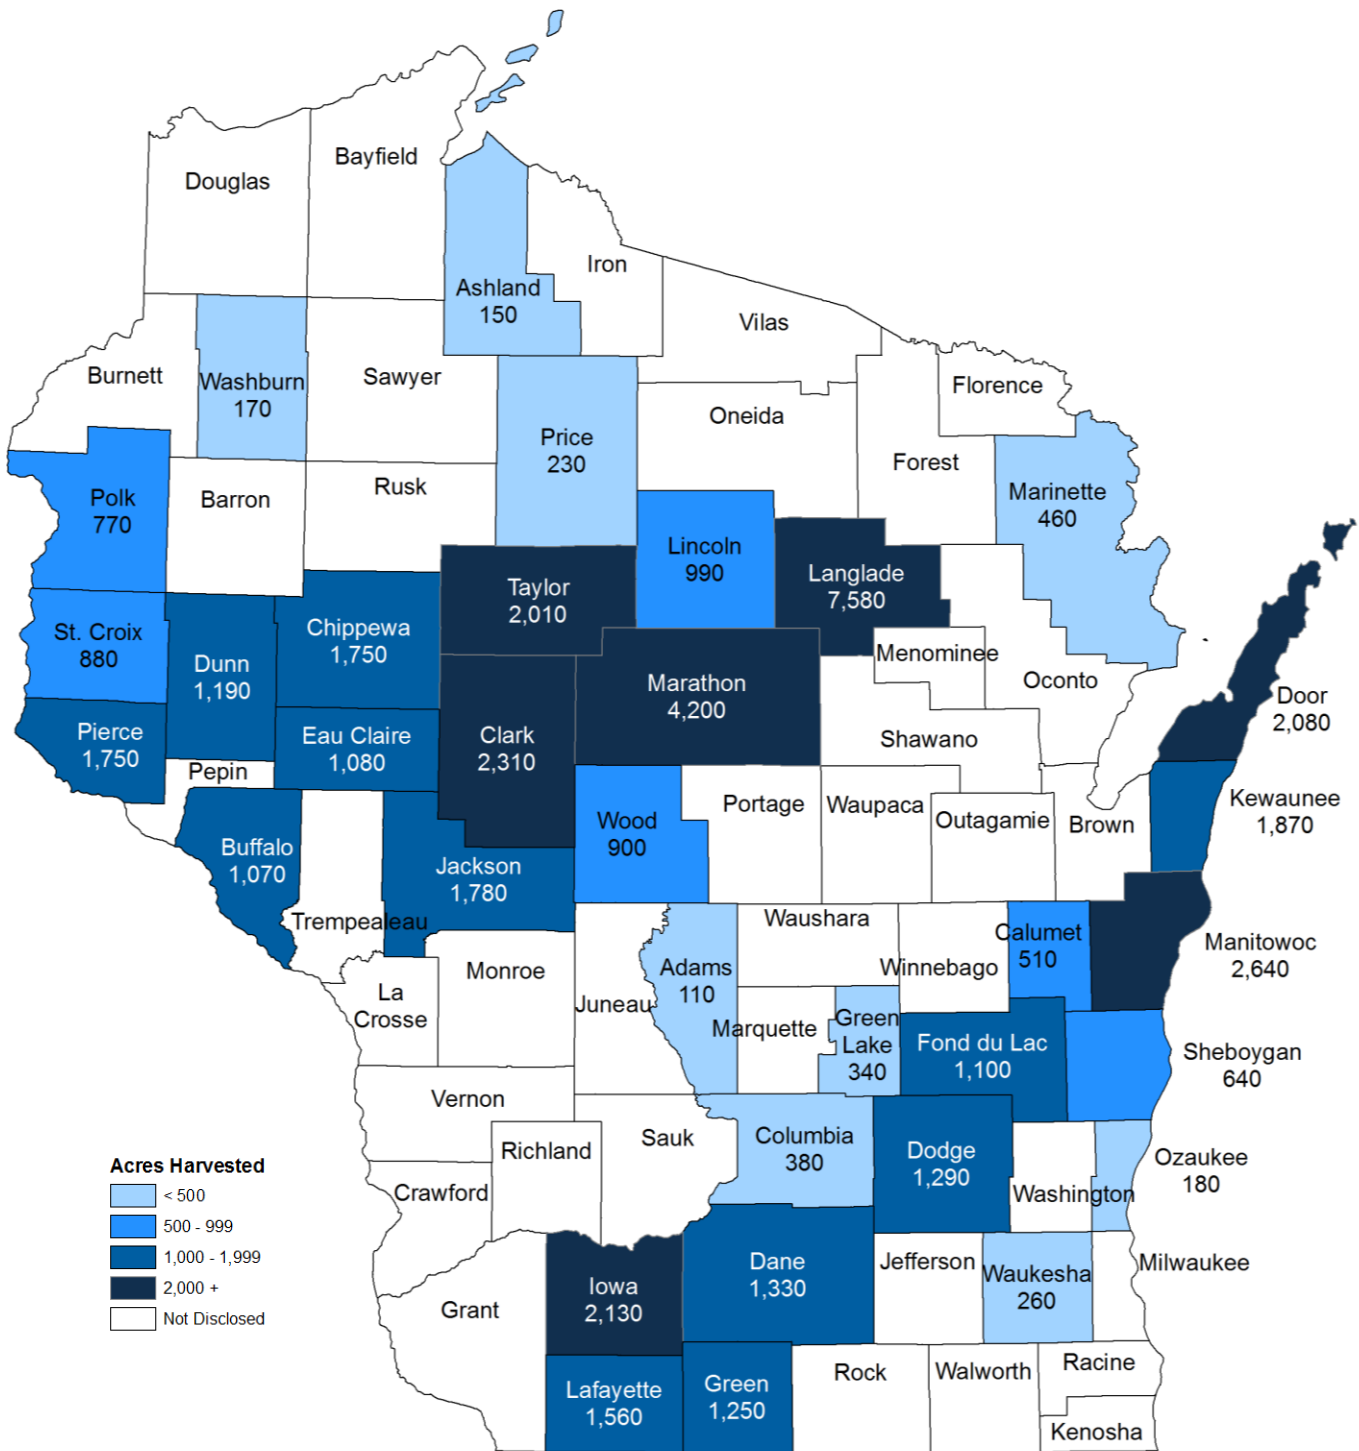 Bayfield
Douglas
Iron
Ashland
150
Vilas
Burnett
Washburn
170
Sawyer
Florence
Oneida
Price
230
Forest
Polk
770
Barron
Rusk
Marinette
460
Lincoln
990
Taylor
2,010
Langlade
7,580
St. Croix
880
Chippewa
1,750
Dunn
1,190
Menominee
Marathon
4,200
Oconto
Door
2,080
Pierce
1,750
Eau Claire
1,080
Clark
2,310
Shawano
Pepin
Portage
Waupaca
Outagamie
Brown
Kewaunee
1,870
Wood
900
Buffalo
1,070
Jackson
1,780
Trempealeau
Waushara
Calumet
510
Manitowoc
2,640
Monroe
Adams
110
Winnebago
La
Crosse
Juneau
Marquette
Green
Lake
340
Fond du Lac
1,100
Sheboygan
640
Vernon
Sauk
Columbia
380
Richland
Dodge
1,290
Ozaukee
180
Crawford
Washington
Acres Harvested
< 500
500 - 999
1,000 - 1,999
2,000 +
Not Disclosed
Dane
1,330
Jefferson
Waukesha
260
Milwaukee
Iowa
2,130
Grant
Lafayette
1,560
Green
1,250
Rock
Walworth
Racine
Kenosha